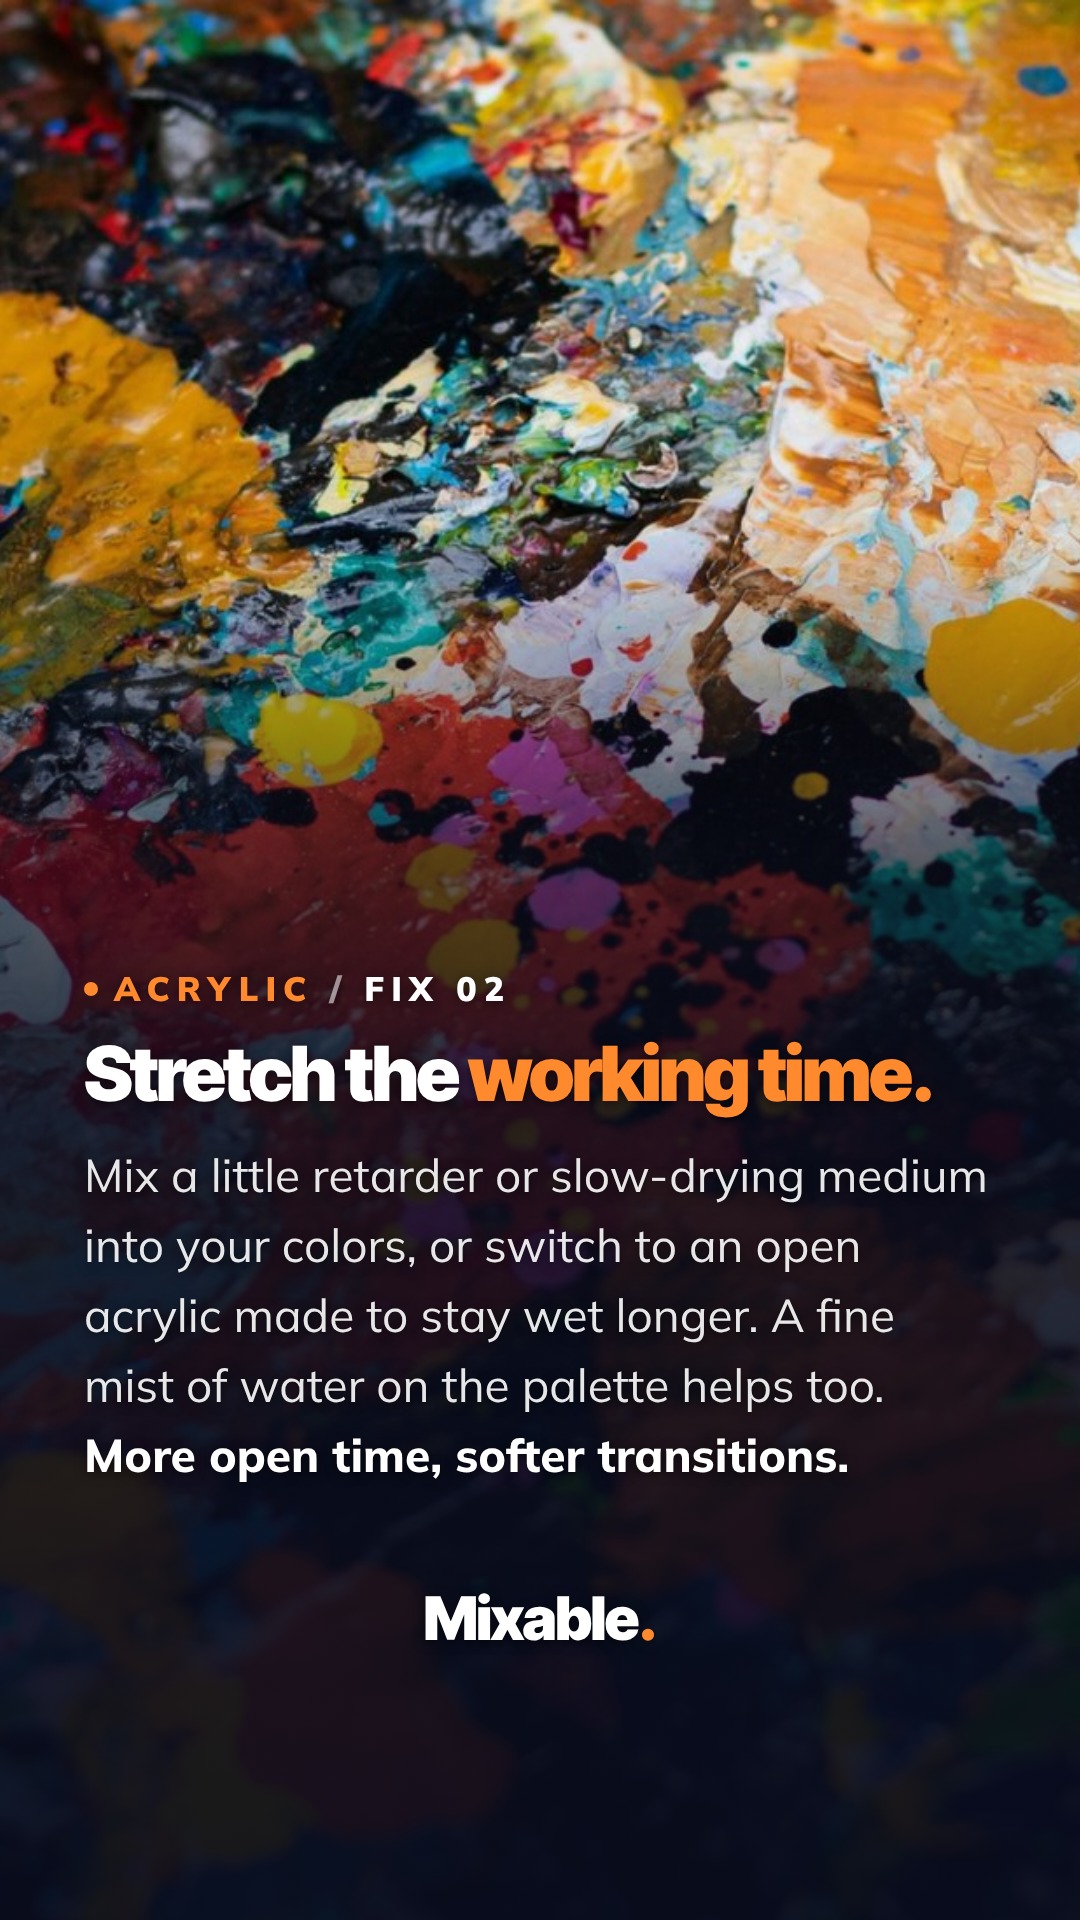 • ACRYLIC / FIX 02
Stretch the working time.
Mix a little retarder or slow-drying medium
into your colors, or switch to an open
acrylic made to stay wet longer. A fine
mist of water on the palette helps too.
More open time, softer transitions.
Mixable.